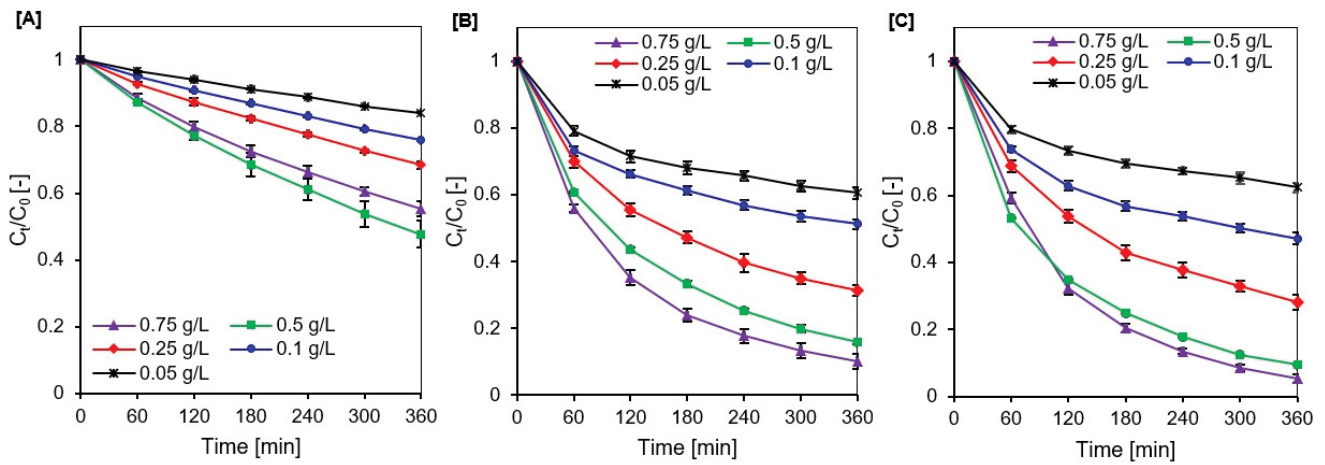 [A]
1
0.8
0.6
0.4
0.2
0
Ct/C0 [-]
0.75 g/L 0.5 g/L
0.25 g/L 0.1 g/L
0.05 g/L
0 60 120 180 240 300 360
Time [min]
[B]
0.75 g/L 0.5 g/L
0.25 g/L 0.1 g/L
0.05 g/L
1
0.8
0.6
0.4
0.2
0
Ct/C0 [-]
0 60 120 180 240 300 360
Time [min]
[C]
0.75 g/L 0.5 g/L
0.25 g/L 0.1 g/L
0.05 g/L
1
0.8
0.6
0.4
0.2
0
Ct/C0 [-]
0 60 120 180 240 300 360
Time [min]